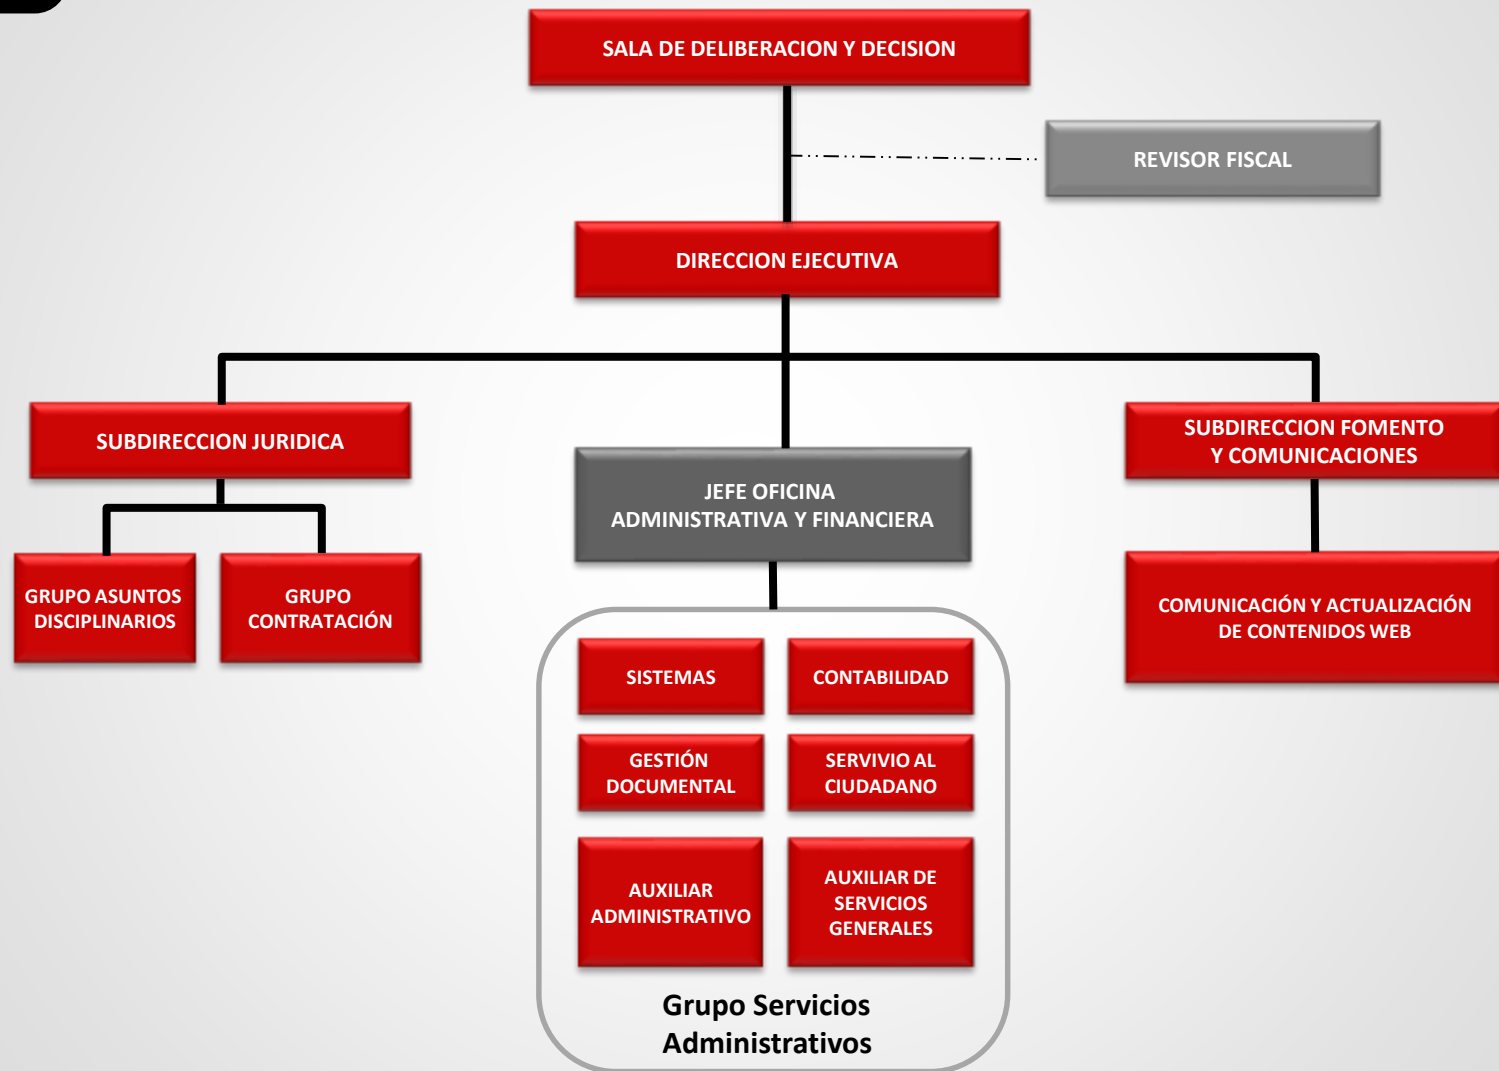 SALA DE DELIBERACION Y DECISION
REVISOR FISCAL
DIRECCION EJECUTIVA
SUBDIRECCION JURIDICA
SUBDIRECCION FOMENTO
Y COMUNICACIONES
JEFE OFICINA
ADMINISTRATIVA Y FINANCIERA
GRUPO ASUNTOS
DISCIPLINARIOS
GRUPO
CONTRATACIÓN
COMUNICACIÓN Y ACTUALIZACIÓN
DE CONTENIDOS WEB
SISTEMAS
CONTABILIDAD
GESTIÓN
DOCUMENTAL
SERVIVIO AL
CIUDADANO
AUXILIAR
ADMINISTRATIVO
AUXILIAR DE
SERVICIOS
GENERALES
Grupo Servicios
Administrativos